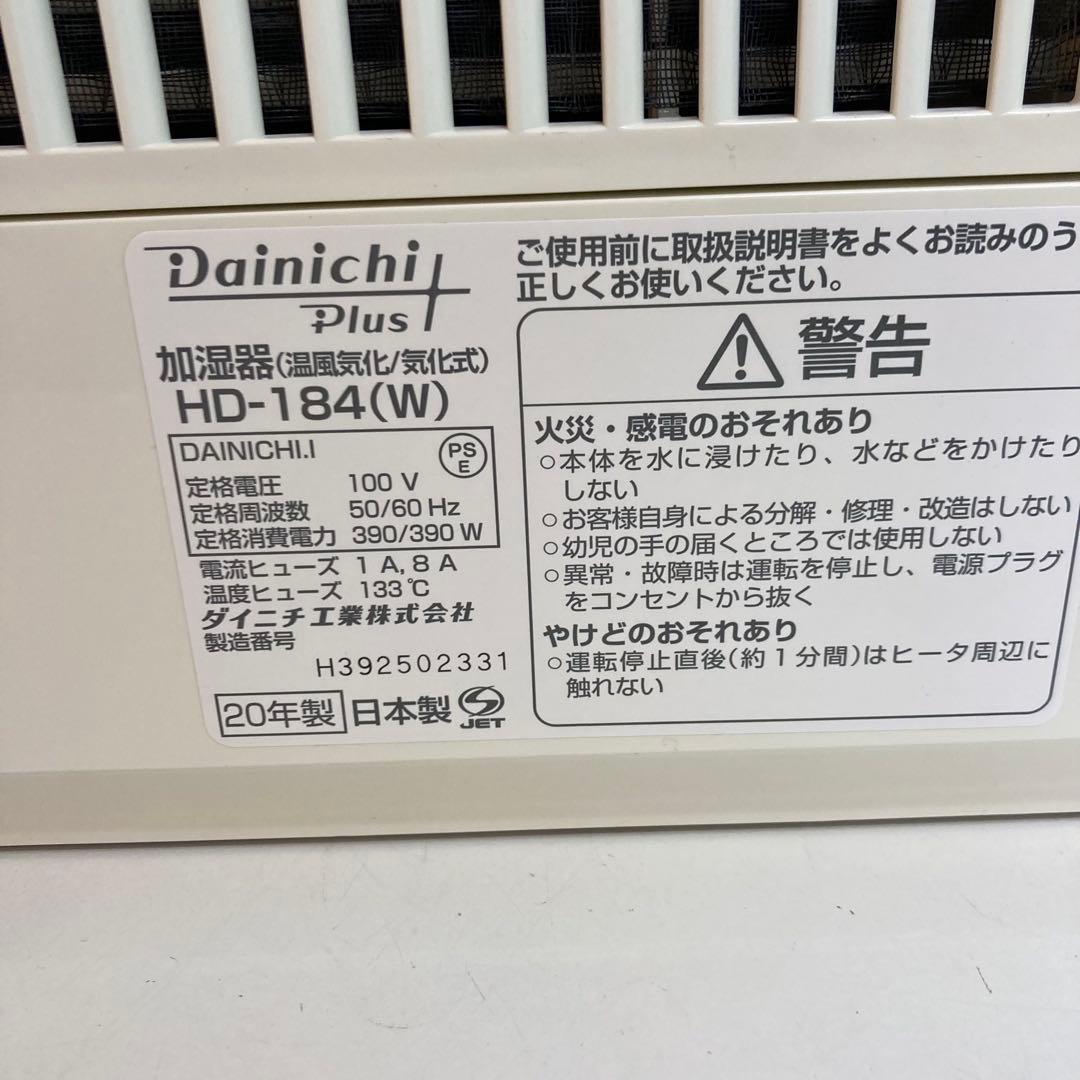 Dainichi
Plus
加湿器(温風気化/気化式)
HD-184(W)
DAINICHI.I
PS
E
定格電圧 100 V
定格周波数 50/60 Hz
定格消費電力 390/390 W
電流ヒューズ 1 A, 8 A
温度ヒューズ 133℃
ダイニチ工業株式会社
製造番号
H392502331
20年製 日本製 JET
ご使用前に取扱説明書をよくお読みのう
正しくお使いください。
警告
火災・感電のおそれあり
○本体を水に浸けたり、水などをかけたり
しない
○お客様自身による分解・修理・改造はしない
○幼児の手の届くところでは使用しない
○異常・故障時は運転を停止し、電源プラグ
をコンセントから抜く
やけどのおそれあり
○運転停止直後(約1分間)はヒータ周辺に
触れない